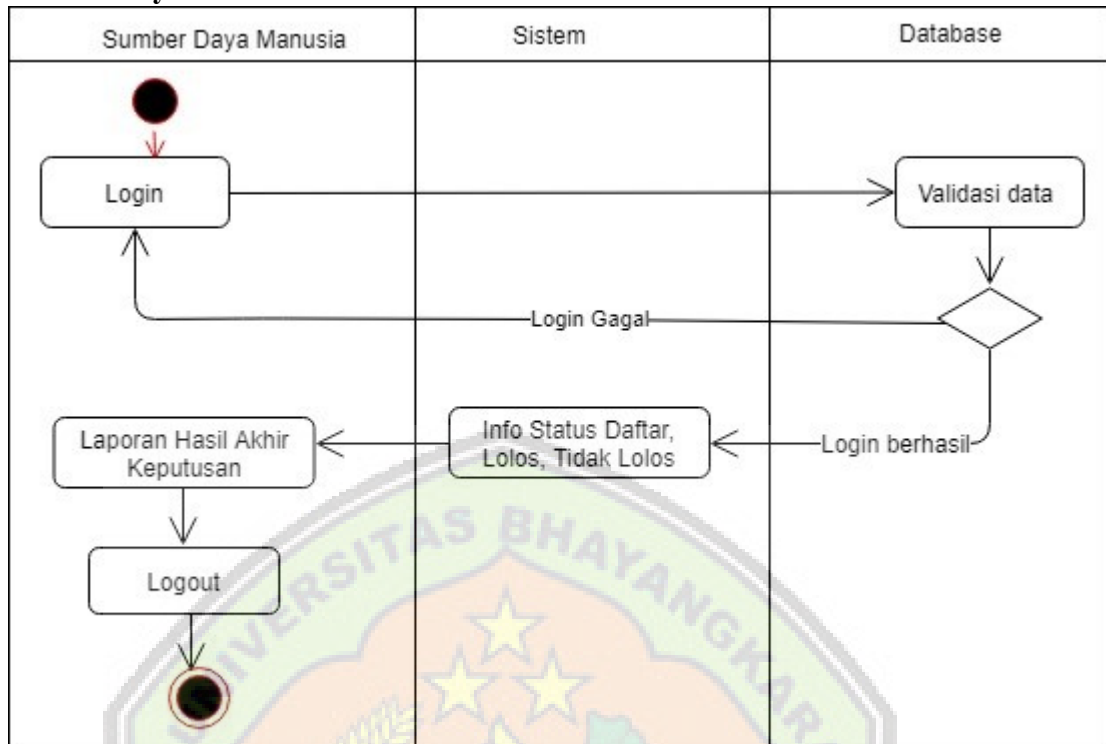 Sumber Daya Manusia
Sistem
Database
Login
Validasi data
Login Gagal
Laporan Hasil Akhir
Keputusan
Info Status Daftar,
Lolos, Tidak Lolos
Login berhasil
Logout
UNIVERSITAS BHAYANGKAR